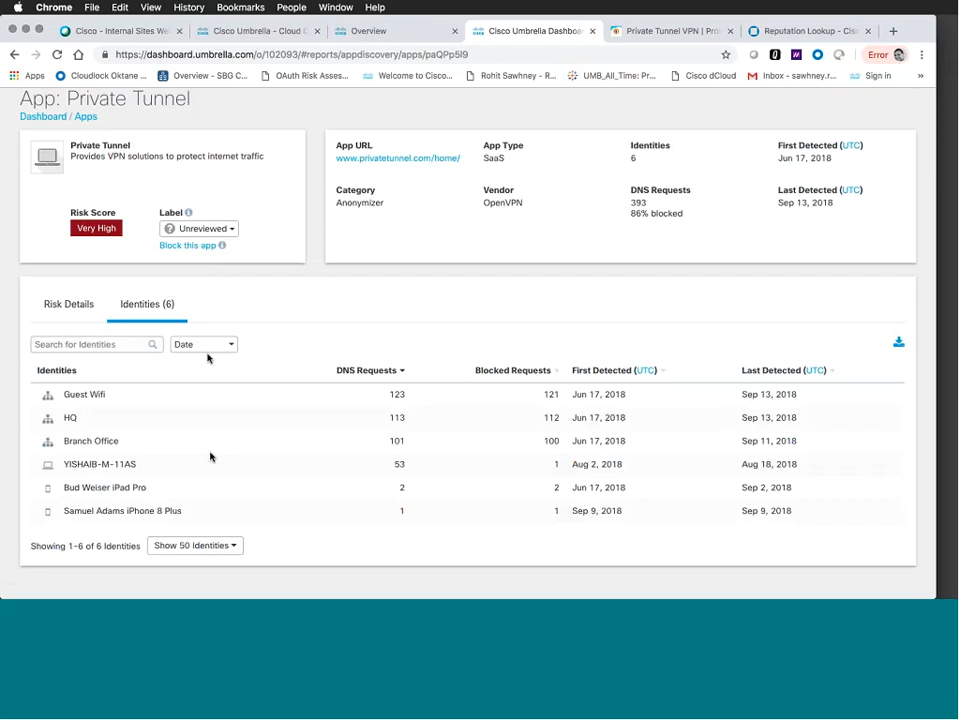 Chrome File Edit View History Bookmarks People Window Help
Cisco - Internal Sites We
Cisco Umbrella - Cloud D
Overview
Cisco Umbrella Dashboa
Private Tunnel VPN | Pro
Reputation Lookup - Cis
https://dashboard.umbrella.com/o/102093/#reports/appdiscovery/apps/paQPp5I9
Error
Apps Cloudlock Oktane ... Overview - SBG C... OAuth Risk Asses... Welcome to Cisco... Rohit Sawhney - R... UMB_All_Time: Pr... Cisco dCloud Inbox - sawhney.r... Sign in »
App: Private Tunnel
Dashboard / Apps
Private Tunnel
Provides VPN solutions to protect internet traffic
Risk Score
Very High
Label
Unreviewed
Block this app
App URL
www.privatetunnel.com/home/
App Type
SaaS
Identities
6
First Detected (UTC)
Jun 17, 2018
Category
Anonymizer
Vendor
OpenVPN
DNS Requests
393
86% blocked
Last Detected (UTC)
Sep 13, 2018
Risk Details Identities (6)
Search for Identities Date
Identities DNS Requests Blocked Requests First Detected (UTC) Last Detected (UTC)
Guest Wifi 123 121 Jun 17, 2018 Sep 13, 2018
HQ 113 112 Jun 17, 2018 Sep 13, 2018
Branch Office 101 100 Jun 17, 2018 Sep 11, 2018
YISHAIB-M-11AS 53 1 Aug 2, 2018 Aug 18, 2018
Bud Weiser iPad Pro 2 2 Jun 17, 2018 Sep 2, 2018
Samuel Adams iPhone 8 Plus 1 1 Sep 9, 2018 Sep 9, 2018
Showing 1-6 of 6 Identities Show 50 Identities